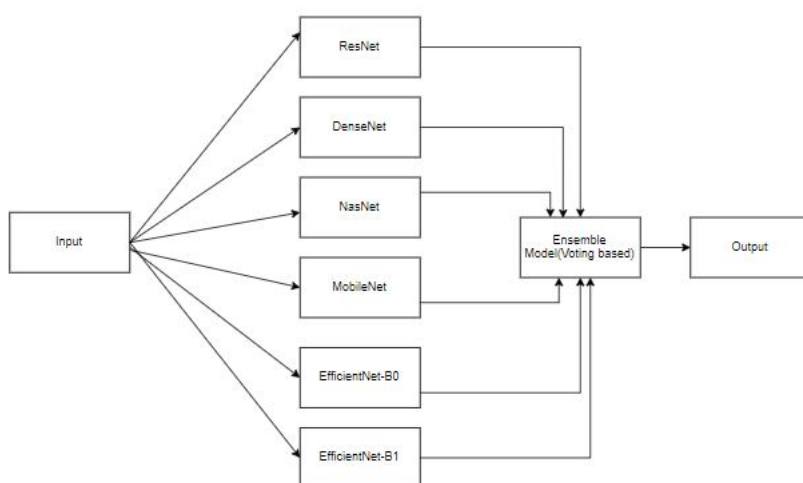 ResNet
DenseNet
NasNet
Input
Ensemble
Model(Voting based)
Output
MobileNet
EfficientNet-B0
EfficientNet-B1